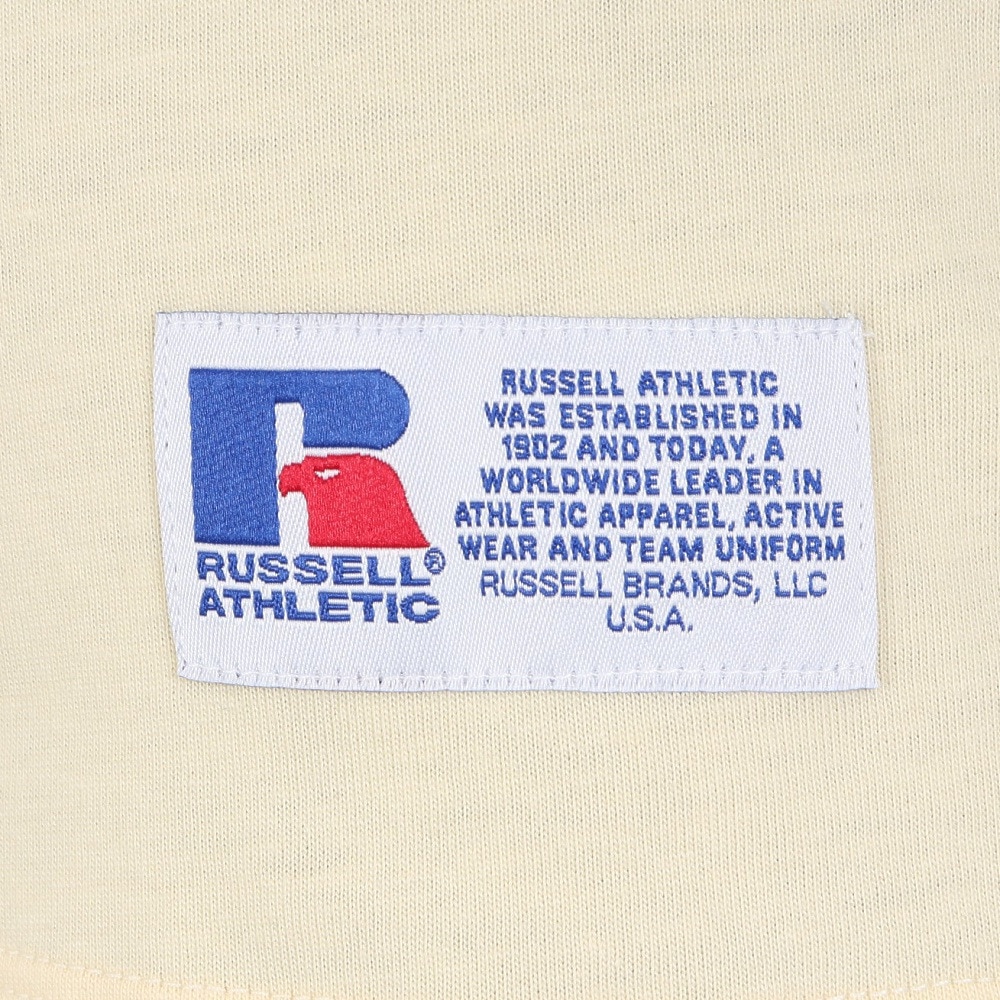 RUSSELL®
ATHLETIC
RUSSELL ATHLETIC
WAS ESTABLISHED IN
1902 AND TODAY, A
WORLDWIDE LEADER IN
ATHLETIC APPAREL, ACTIVE
WEAR AND TEAM UNIFORM
RUSSELL BRANDS, LLC
U.S.A.